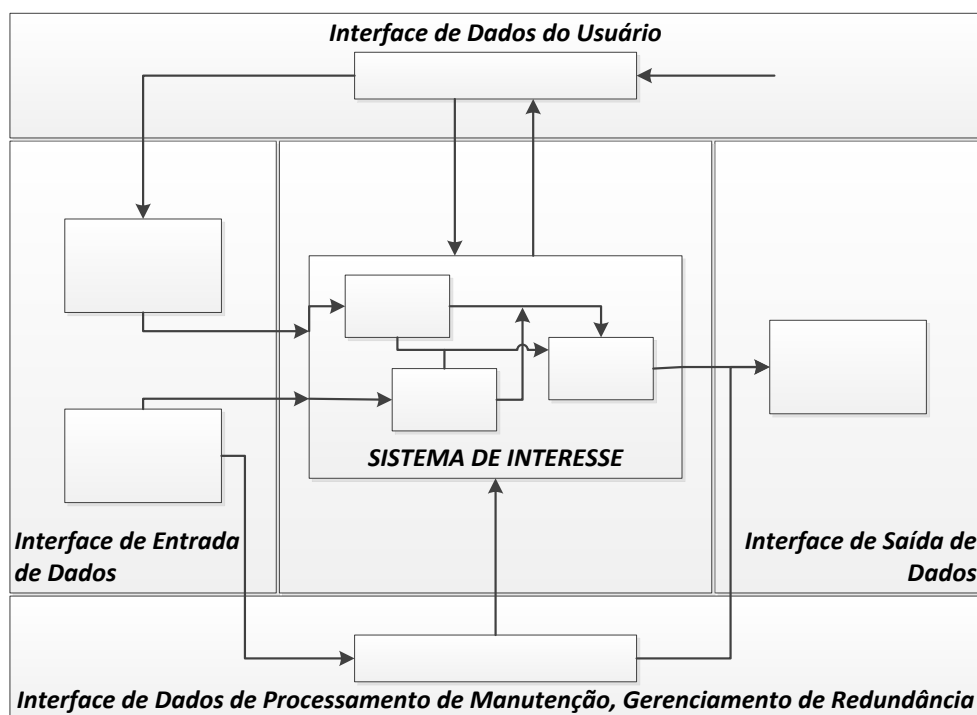 Interface de Dados do Usuário
SISTEMA DE INTERESSE
Interface de Entrada
de Dados
Interface de Saída de
Dados
Interface de Dados de Processamento de Manutenção, Gerenciamento de Redundância